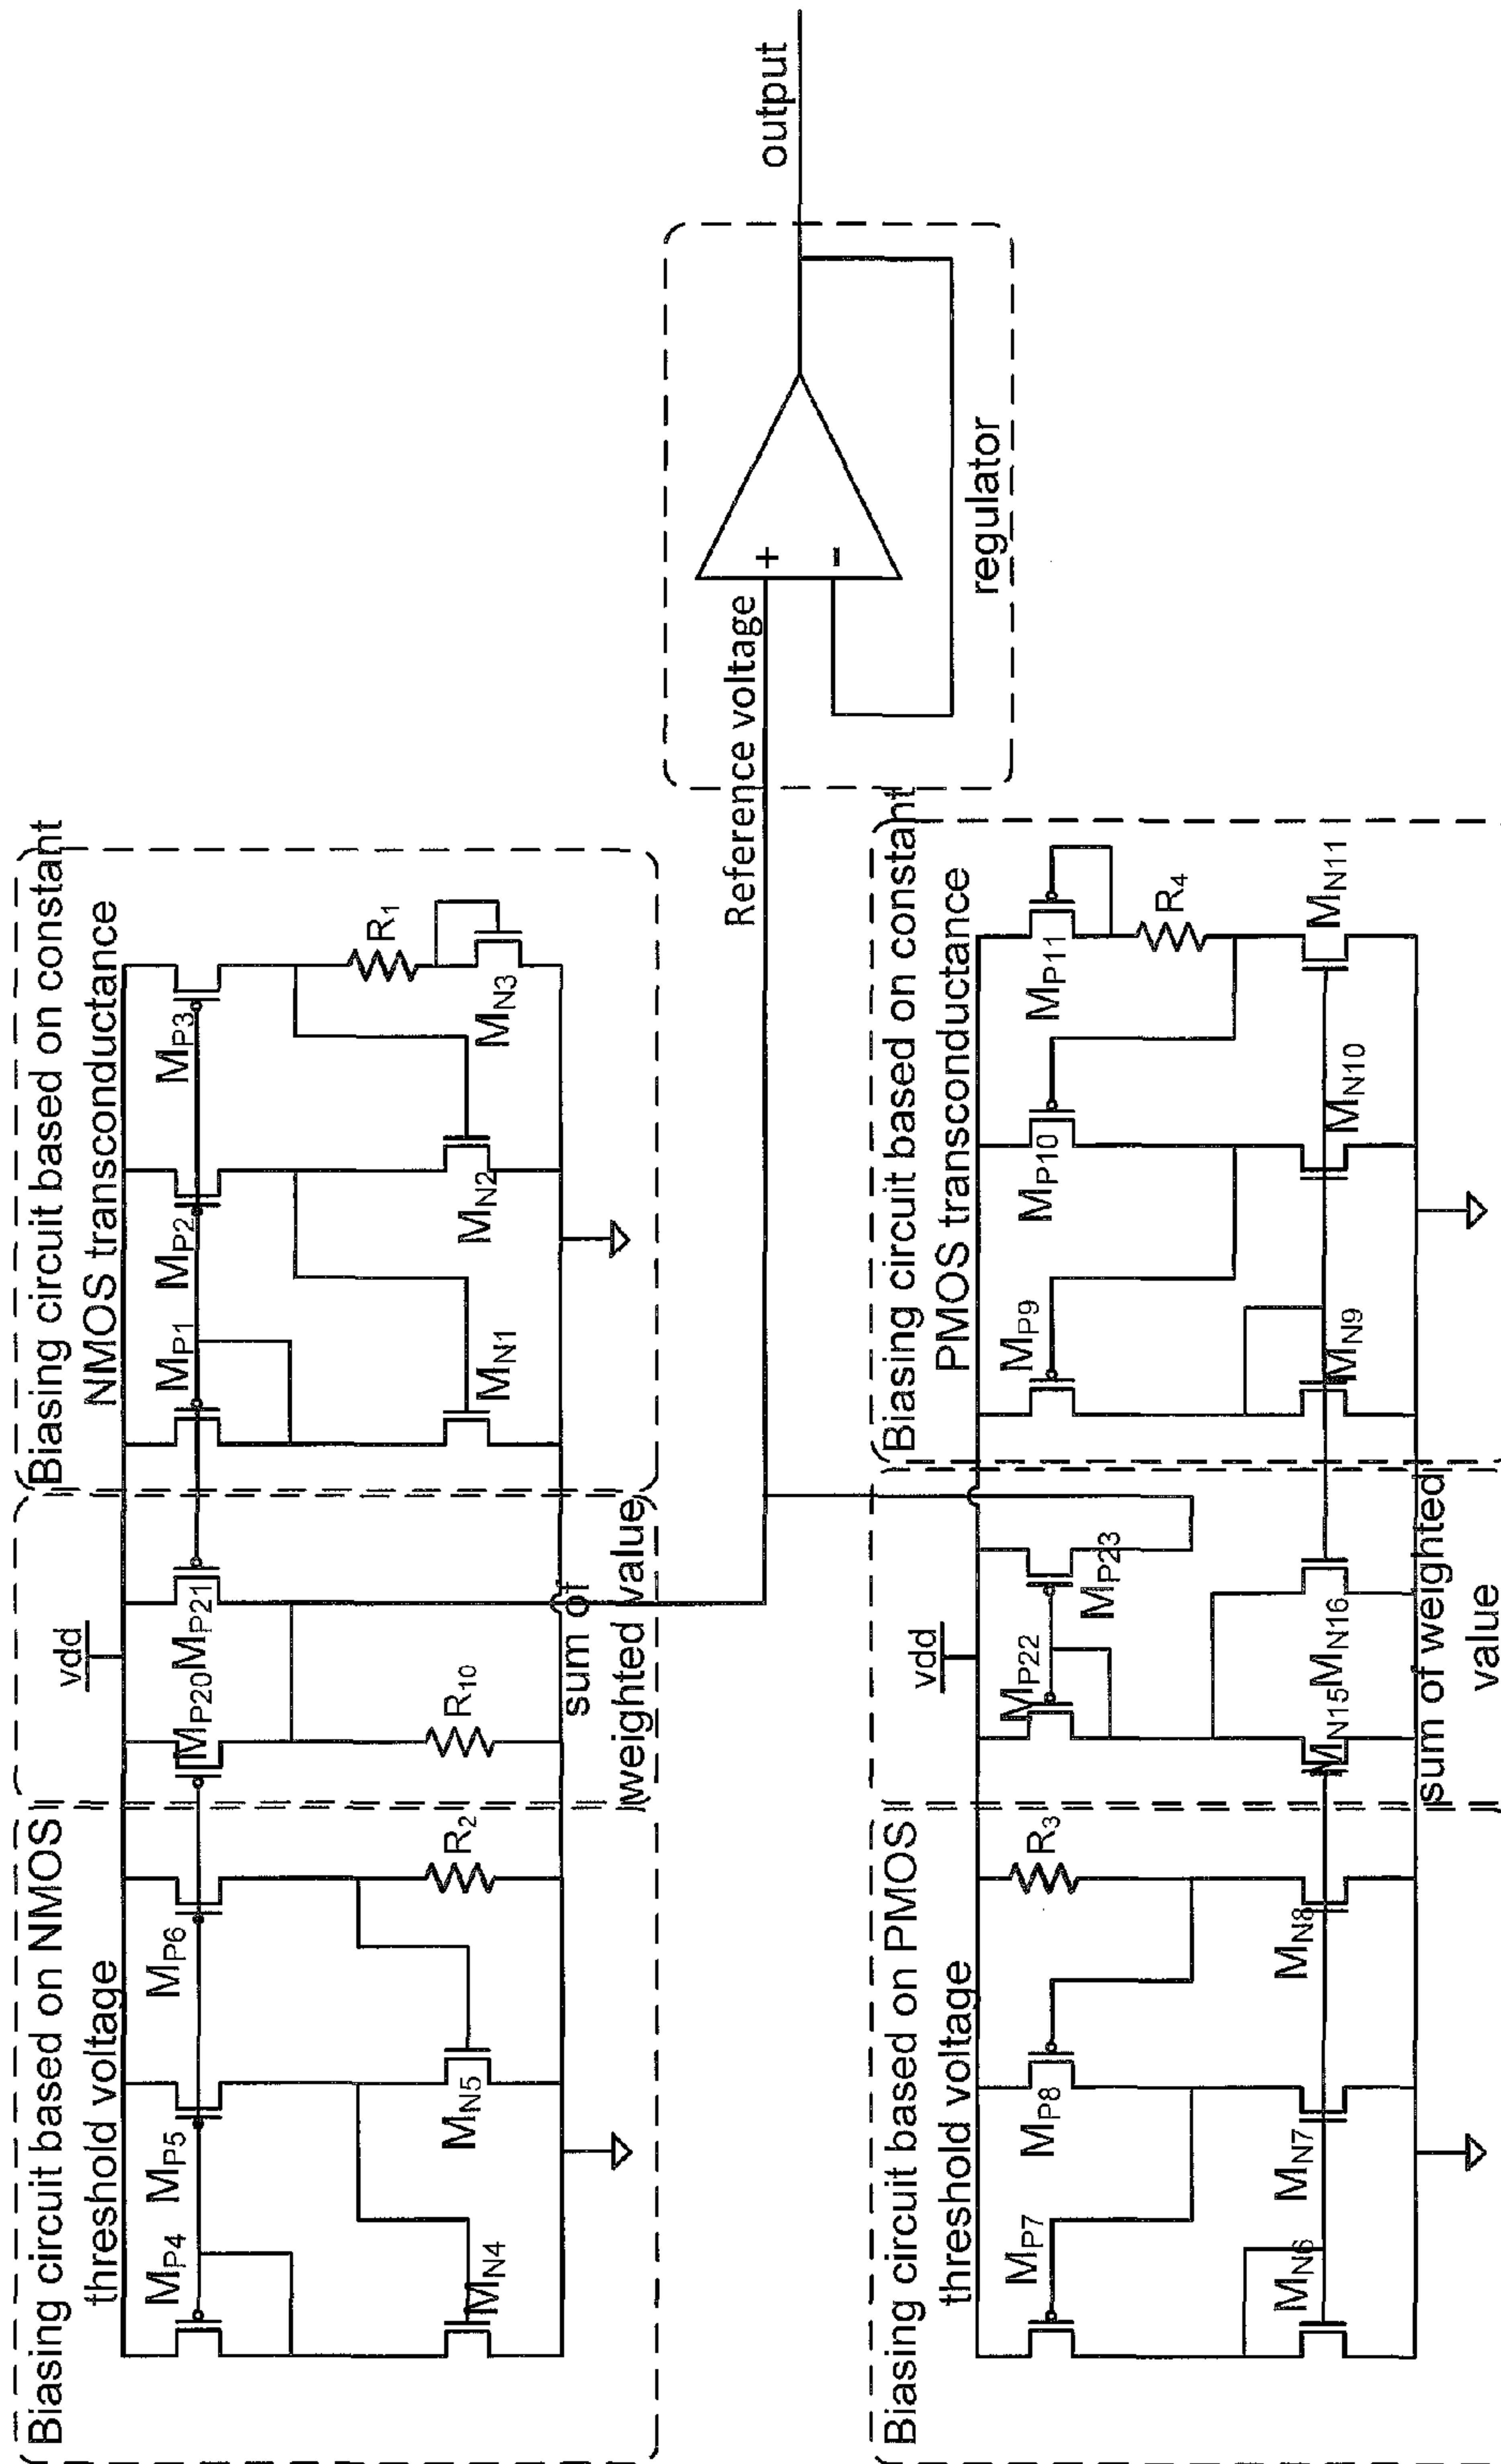 Biasing circuit based on NMOS
threshold voltage
MP4
MP5
MP6
MN4
MN5
R2
vdd
MP20
MP21
R10
sum of
weighted value
Biasing circuit based on constant
NMOS transconductance
MP1
MP2
MP3
MN1
MN2
R1
MN3
Reference voltage
+
-
regulator
output
Biasing circuit based on PMOS
threshold voltage
MP7
MP8
R3
MN6
MN7
MN8
vdd
MP22
MP23
MN15
MN16
sum of weighted
value
Biasing circuit based on constant
PMOS transconductance
MP9
MP10
MP11
R4
MN9
MN10
MN11